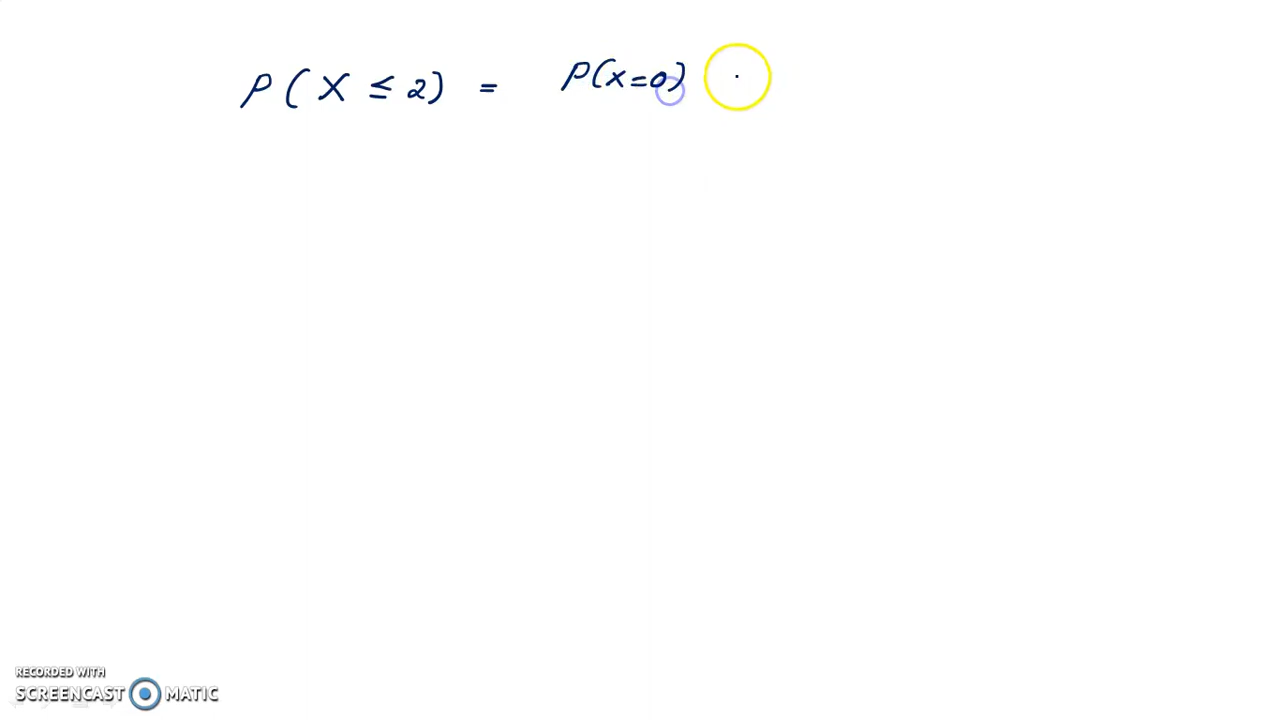 P(X ≤ 2) = P(X=0)
RECORDED WITH
SCREENCAST MATIC